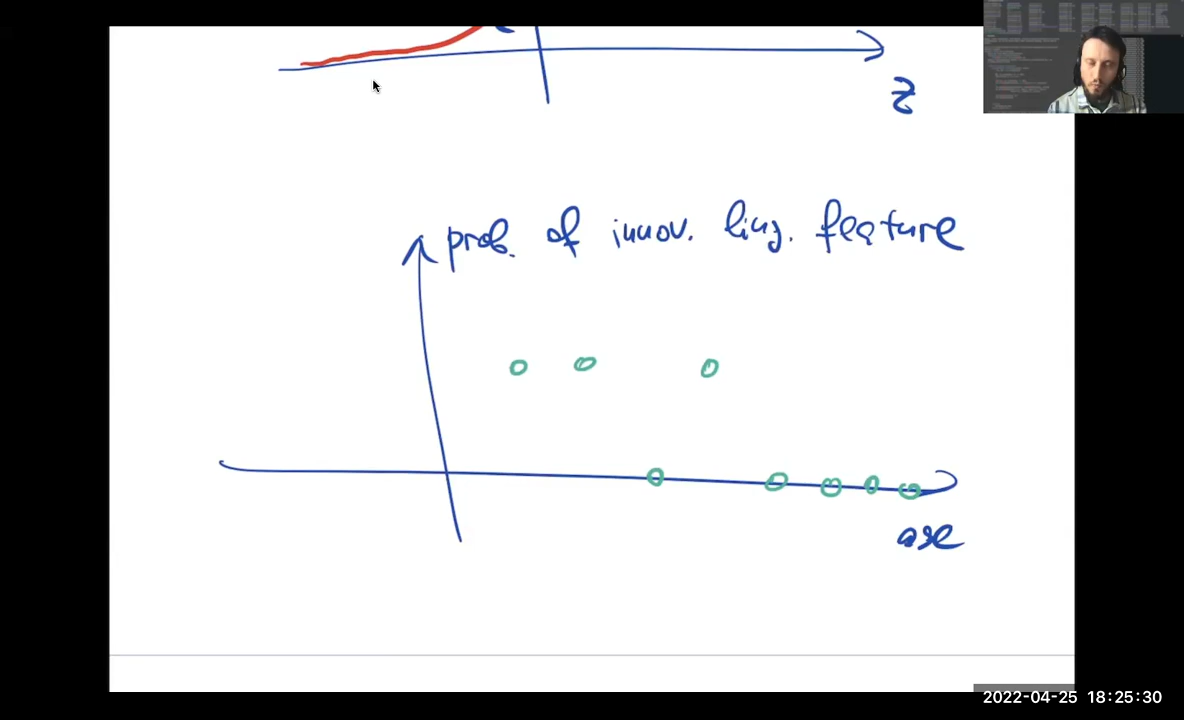 z
prob. of innov. ling. feature
age
2022-04-25 18:25:30